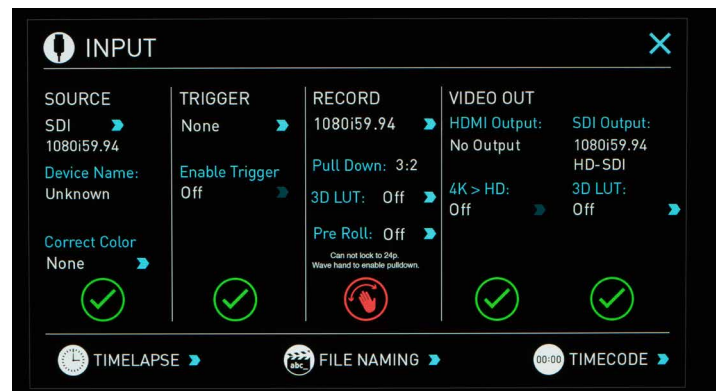 INPUT
SOURCE
SDI
1080i59.94
Device Name:
Unknown
Correct Color
None
TRIGGER
None
Enable Trigger
Off
RECORD
1080i59.94
Pull Down: 3:2
3D LUT: Off
Pre Roll: Off
Can not lock to 24p.
Wave hand to enable pulldown.
VIDEO OUT
HDMI Output:
No Output
4K > HD:
Off
SDI Output:
1080i59.94
HD-SDI
3D LUT:
Off
TIMELAPSE
abc_
FILE NAMING
00:00
TIMECODE